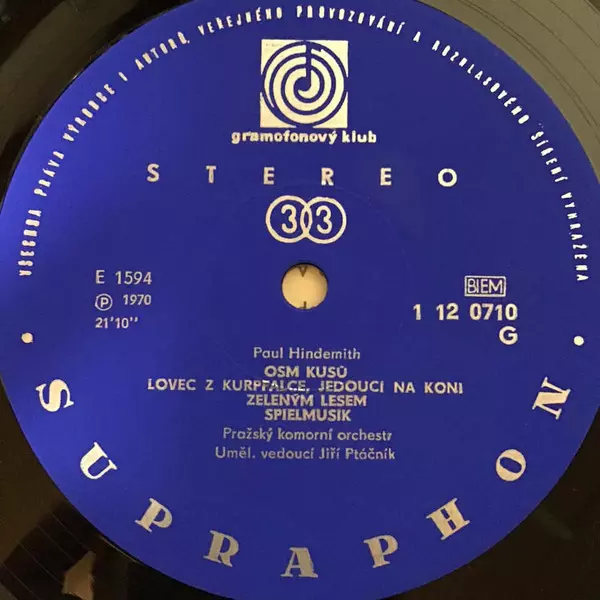 VŠECHNA PRÁVA VÝROBCE I AUTORŮ, VEŘEJNÉHO PROVOZOVÁNÍ A ROZHLASOVÉHO ŠÍŘENÍ VYHRAŽENA
gramofonový klub
STEREO
33
E 1594
℗ 1970
21'10"
BIEM
1 12 0710
G
Paul Hindemith
OSM KUSŮ
LOVEC Z KURPFALCE, JEDOUCÍ NA KONI
ZELENÝM LESEM
SPIELMUSIK
Pražský komorní orchestr
Uměl. vedoucí Jiří Ptáčník
SUPRAPHON